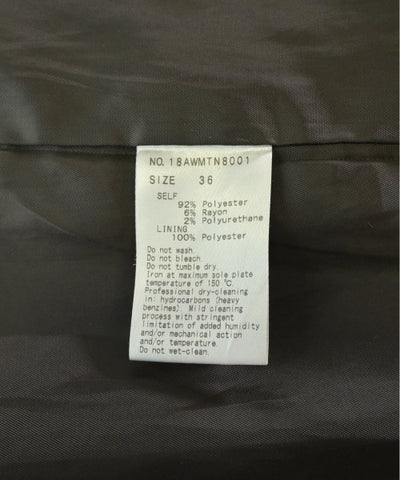 NO. 18AWMTN8001
SIZE 36
SELF
92% Polyester
6% Rayon
2% Polyurethane
LINING
100% Polyester
Do not wash.
Do not bleach.
Do not tumble dry.
Iron at maximum sole plate
temperature of 150 ℃.
Professional dry-cleaning
in: hydrocarbons (heavy
benzines). Mild cleaning
process with stringent
limitation of added humidity
and/or mechanical action
and/or temperature.
Do not wet-clean.